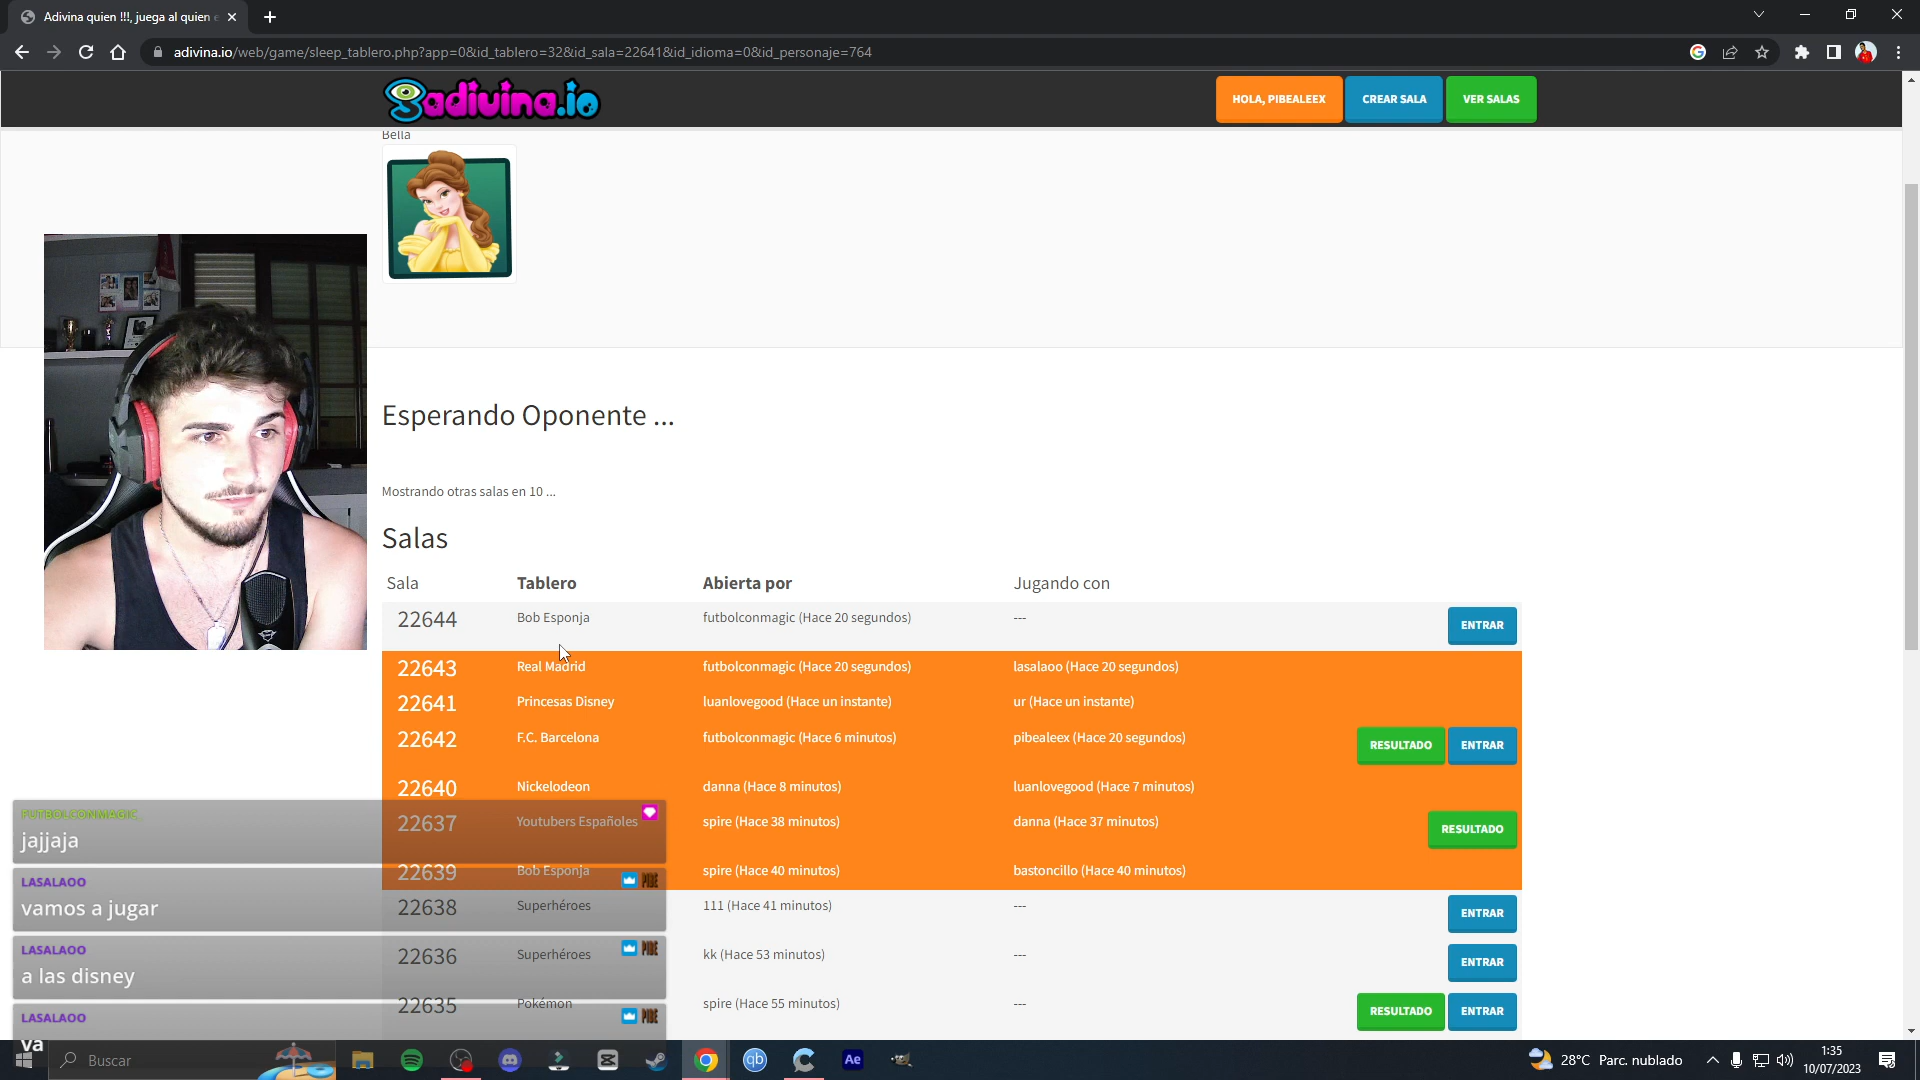 Adivina quien !!!, juega al quien e
adivina.io/web/game/sleep_tablero.php?app=0&id_tablero=32&id_sala=22641&id_idioma=0&id_personaje=764
adivina.io
HOLA, PIBEALEEX
CREAR SALA
VER SALAS
Bella
Esperando Oponente ...
Mostrando otras salas en 10 ...
Salas
Sala Tablero Abierta por Jugando con
22644 Bob Esponja futbolconmagic (Hace 20 segundos) --- ENTRAR
22643 Real Madrid futbolconmagic (Hace 20 segundos) lasalaoo (Hace 20 segundos)
22641 Princesas Disney luanlovegood (Hace un instante) ur (Hace un instante)
22642 F.C. Barcelona futbolconmagic (Hace 6 minutos) pibealeex (Hace 20 segundos) RESULTADO ENTRAR
22640 Nickelodeon danna (Hace 8 minutos) luanlovegood (Hace 7 minutos)
22637 Youtubers Españoles spire (Hace 38 minutos) danna (Hace 37 minutos) RESULTADO
22639 Bob Esponja spire (Hace 40 minutos) bastoncillo (Hace 40 minutos)
22638 Superhéroes 111 (Hace 41 minutos) --- ENTRAR
22636 Superhéroes kk (Hace 53 minutos) --- ENTRAR
22635 Pokémon spire (Hace 55 minutos) --- RESULTADO ENTRAR
FUTBOLCONMAGIC_
jajjaja
LASALAOO
PIBE
vamos a jugar
LASALAOO
PIBE
a las disney
LASALAOO
PIBE
va
Buscar
qb
Ae
28°C Parc. nublado
1:35
10/07/2023